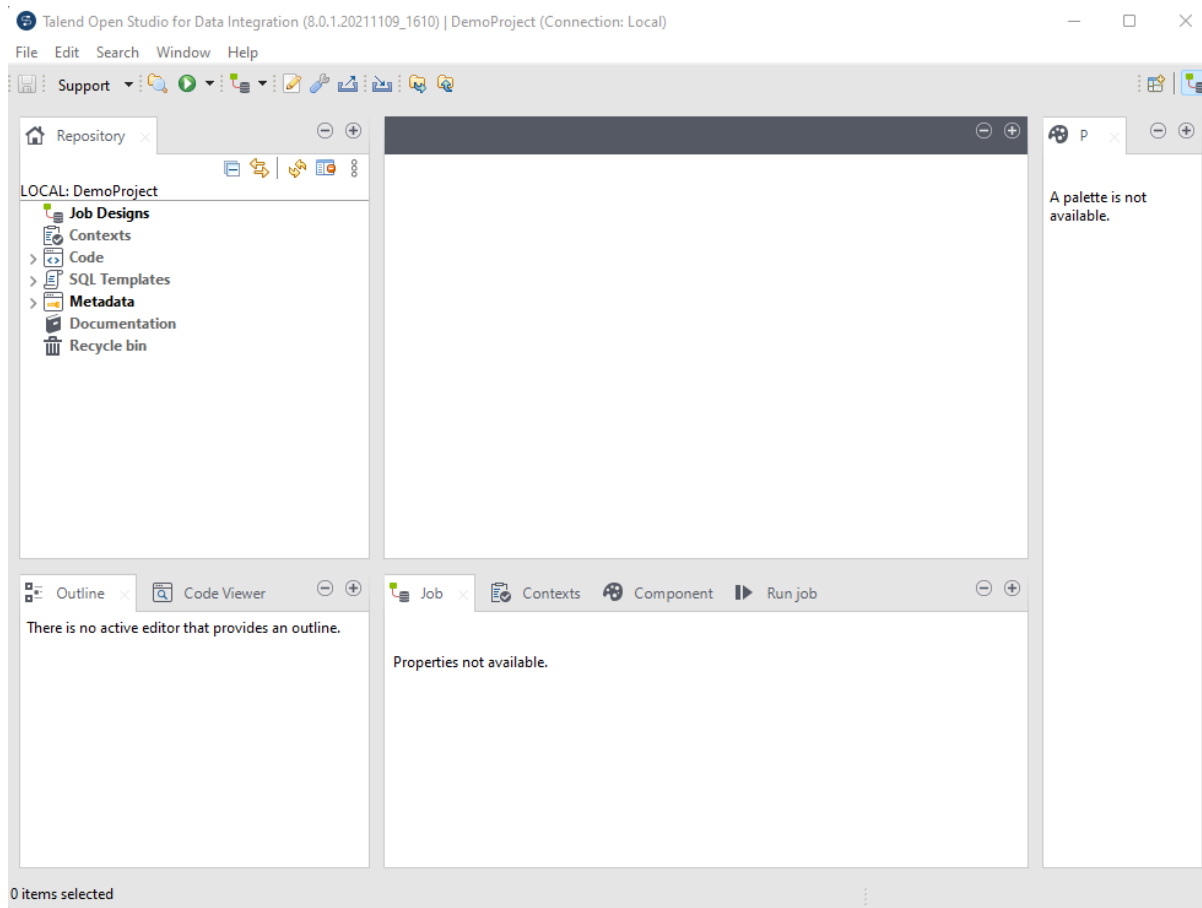 Talend Open Studio for Data Integration (8.0.1.20211109_1610) | DemoProject (Connection: Local)
File Edit Search Window Help
Support
Repository
LOCAL: DemoProject
Job Designs
Contexts
Code
SQL Templates
Metadata
Documentation
Recycle bin
P
A palette is not
available.
Outline Code Viewer
There is no active editor that provides an outline.
Job Contexts Component Run job
Properties not available.
0 items selected